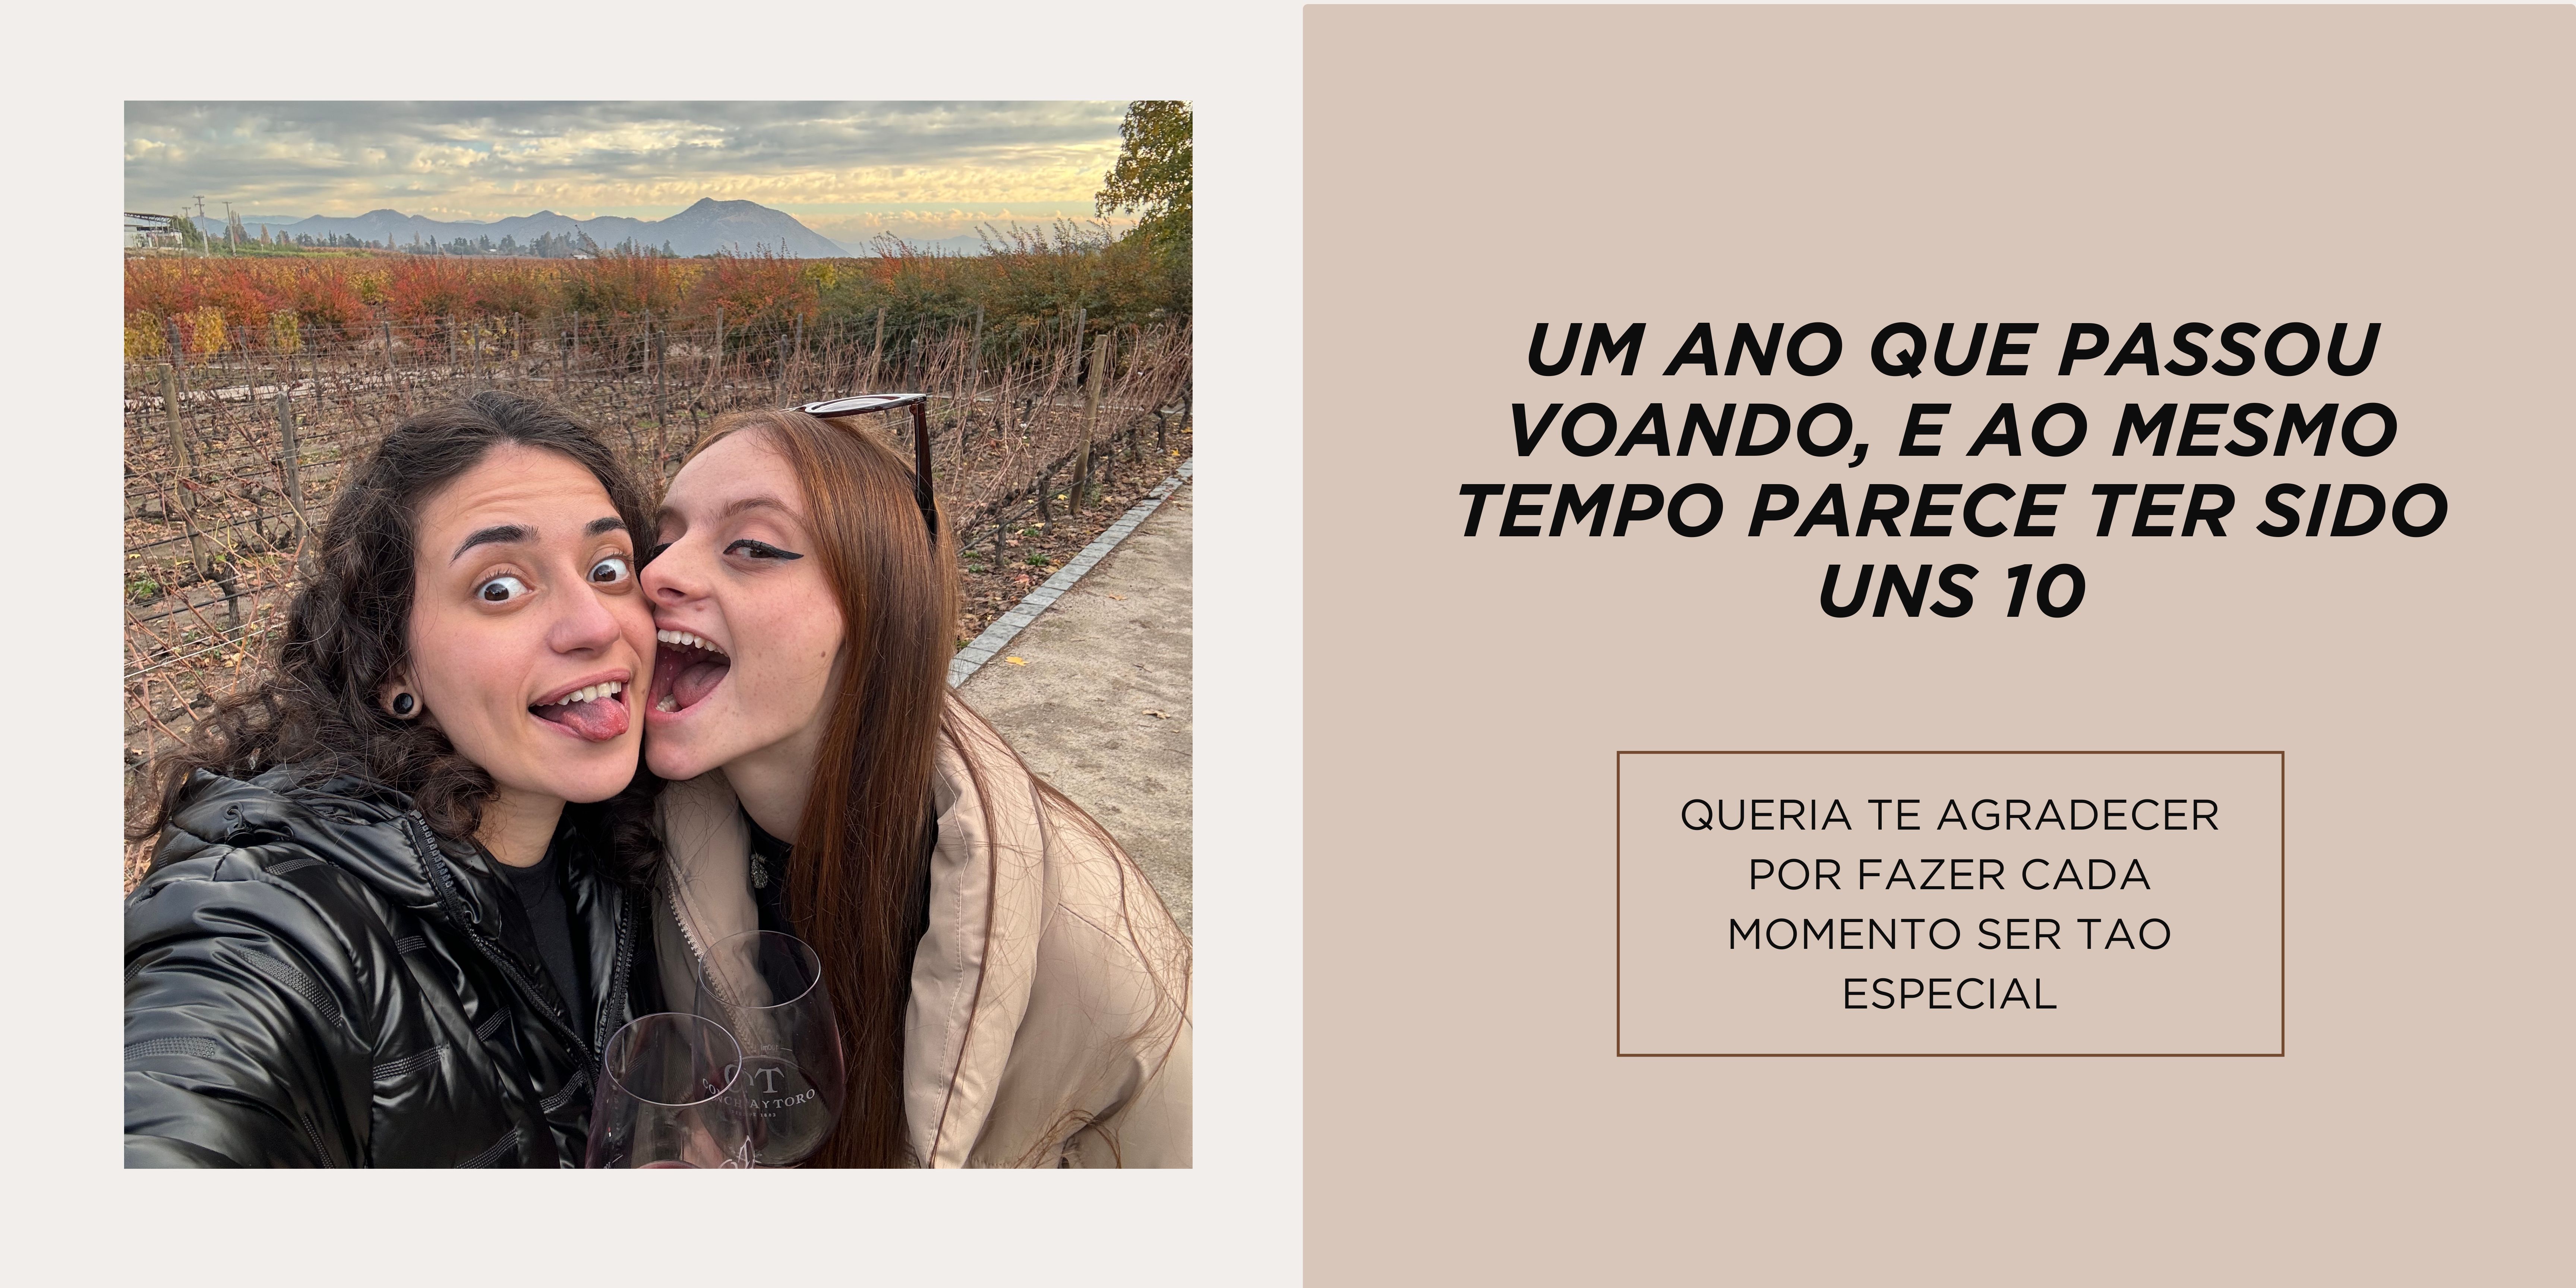 UM ANO QUE PASSOU
VOANDO, E AO MESMO
TEMPO PARECE TER SIDO
UNS 10
QUERIA TE AGRADECER
POR FAZER CADA
MOMENTO SER TAO
ESPECIAL